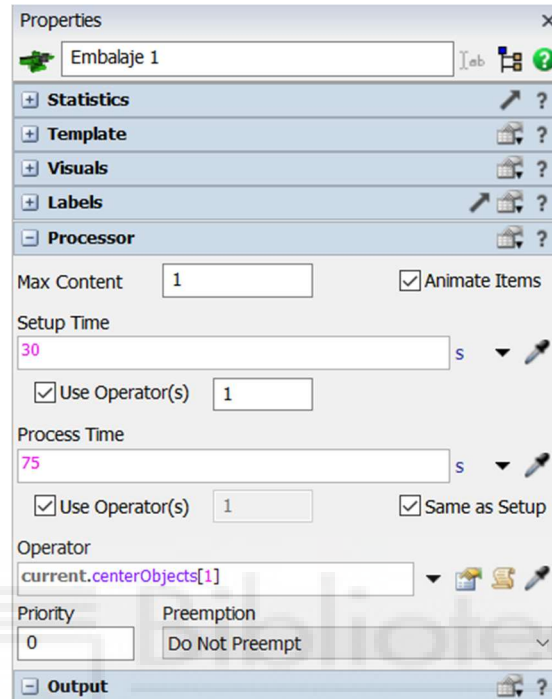 Properties
Embalaje 1
Statistics
Template
Visuals
Labels
Processor
Max Content 1 Animate Items
Setup Time
30 s
Use Operator(s) 1
Process Time
75 s
Use Operator(s) 1 Same as Setup
Operator
current.centerObjects[1]
Priority Preemption
0 Do Not Preempt
Output